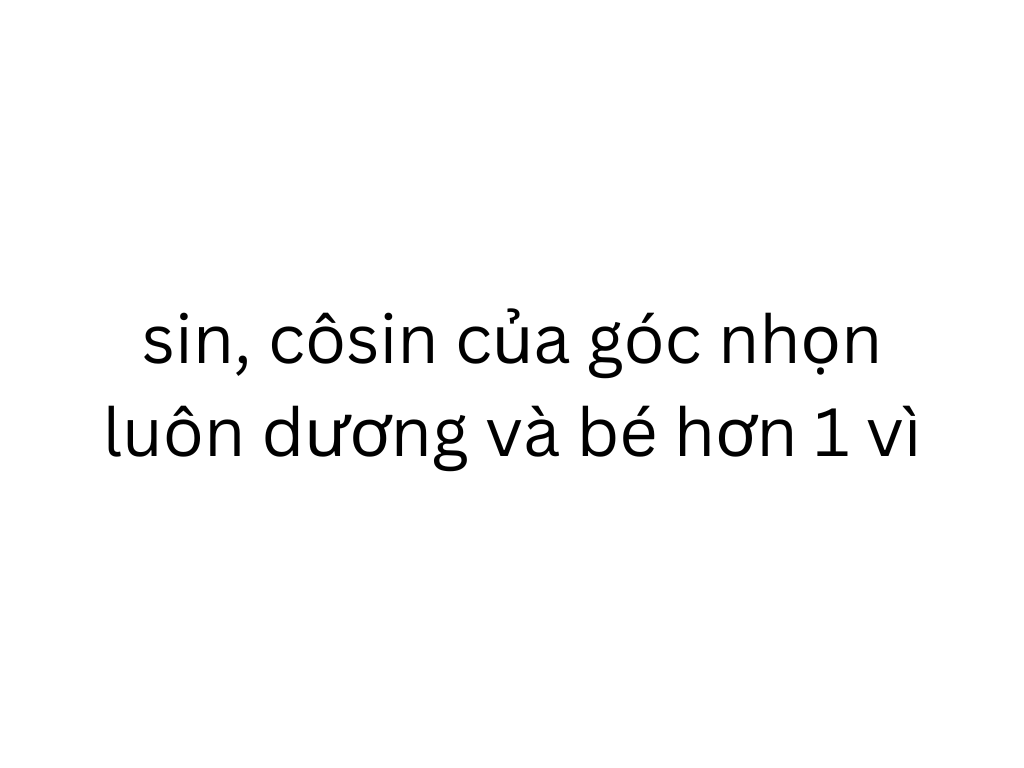 sin, côsin của góc nhọn
luôn dương và bé hơn 1 vì